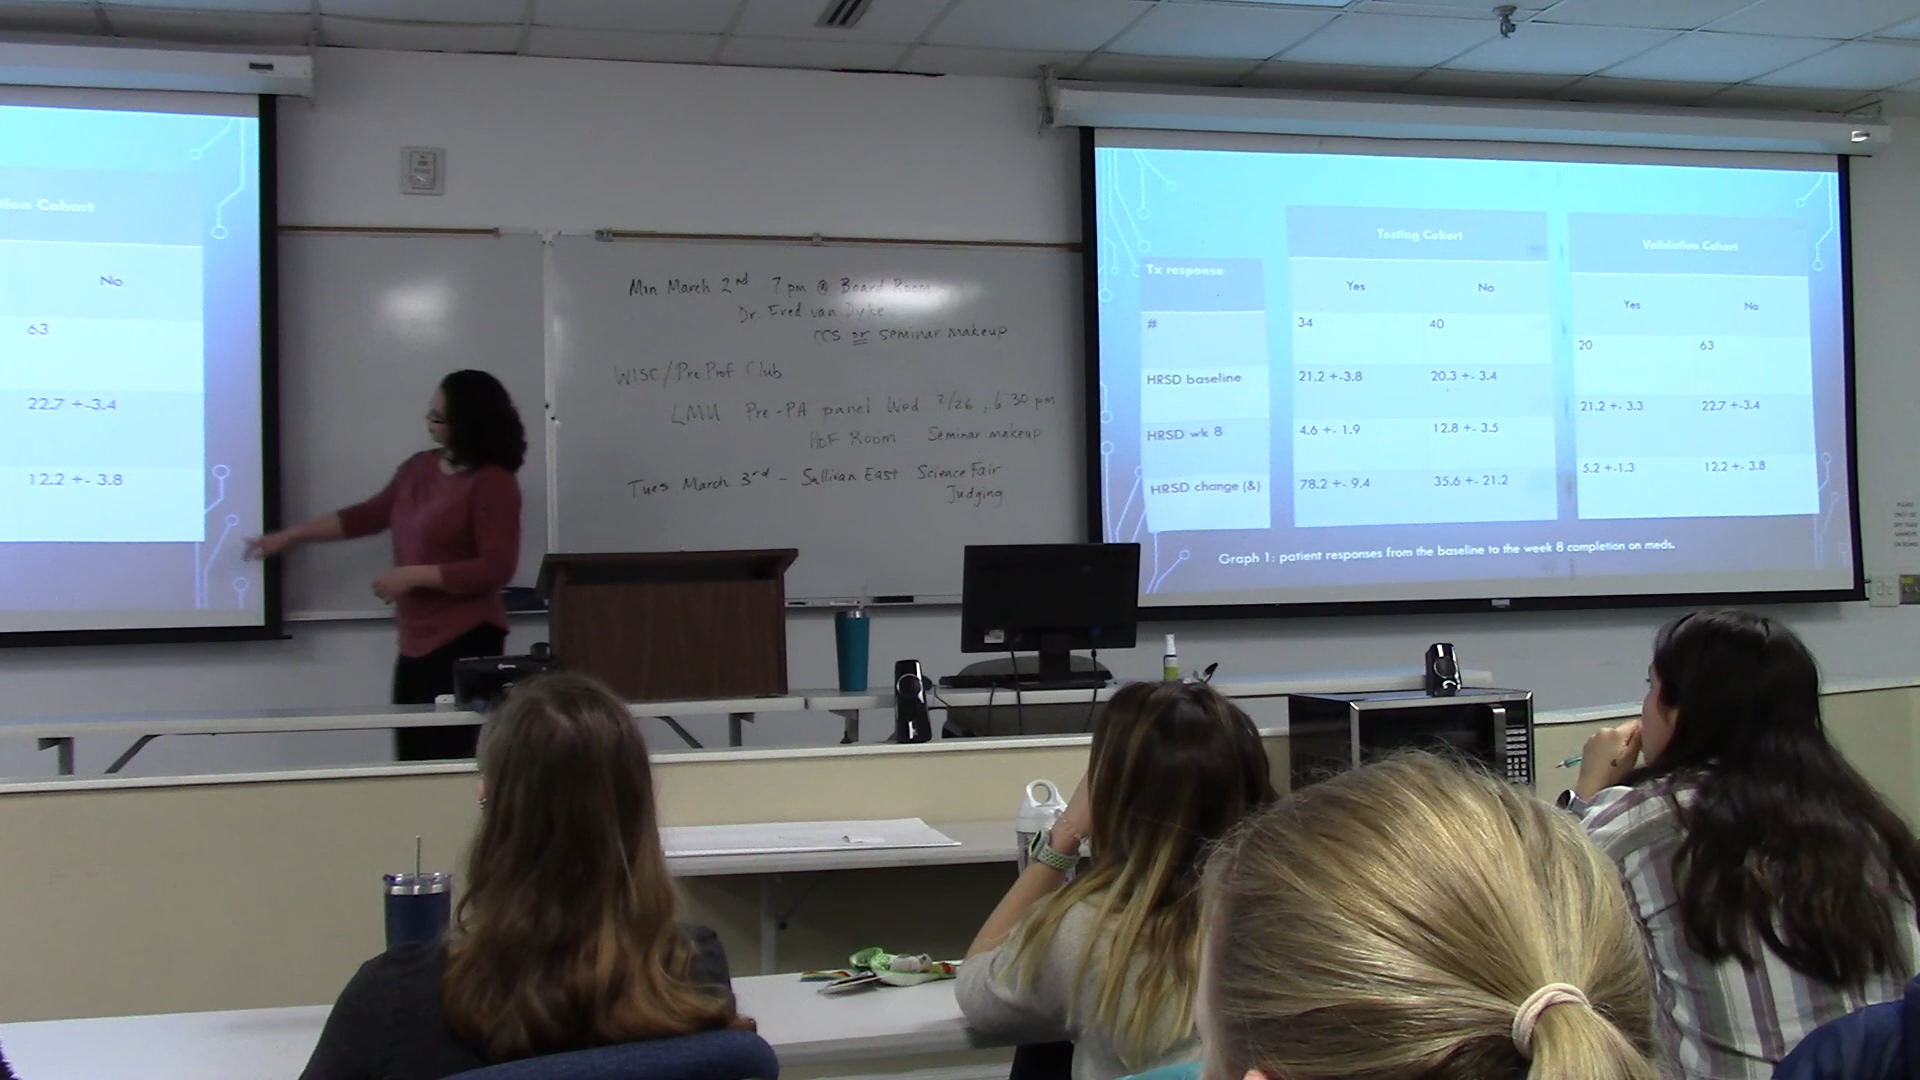 tion Cohort
No
63
22.7 +-3.4
12.2 +- 3.8
Mon March 2nd 7pm @ Board Room
Dr. Fred van Dyke
CCS or seminar makeup
WISC/PreProf Club
LMU Pre-PA panel Wed 2/26, 6:30 pm
HoF Room Seminar makeup
Tues March 3rd - Sullivan East Science Fair
Judging
Testing Cohort Validation Cohort
Tx response Yes No Yes No
# 34 40 20 63
HRSD baseline 21.2 +-3.8 20.3 +- 3.4 21.2 +- 3.3 22.7 +-3.4
HRSD wk 8 4.6 +- 1.9 12.8 +- 3.5 5.2 +-1.3 12.2 +- 3.8
HRSD change (&) 78.2 +- 9.4 35.6 +- 21.2
Graph 1: patient responses from the baseline to the week 8 completion on meds.